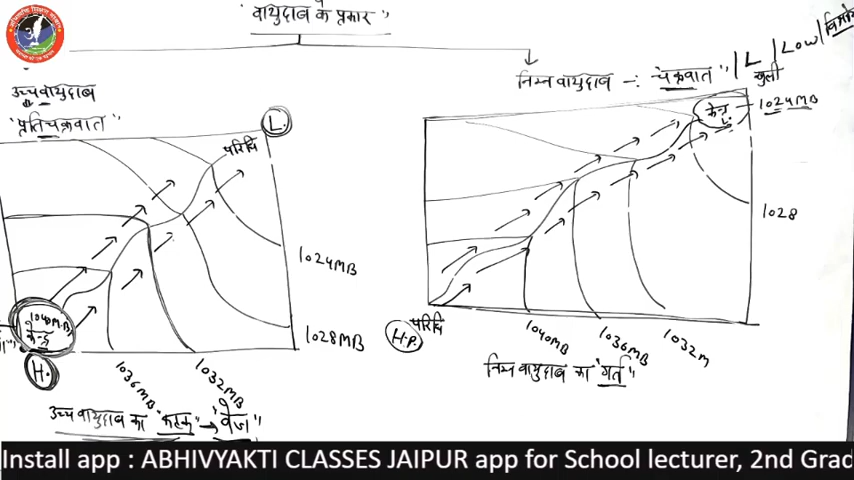 "वायुदाब के प्रकार"
निम्न वायुदाब -: "चक्रवात" / L / Low /
उच्च वायुदाब
"प्रतिचक्रवात"
L.
परिधि
केन्द्र
1024MB
1028
1024MB
1028MB
1040M.B.
केन्द्र
H.
1036MB
1032MB
H.P.
परिधि
1040MB
1036MB
1032M
निम्न वायुदाब का "गर्त"
उच्च वायुदाब का "कटक" → "वेज"
Install app : ABHIVYAKTI CLASSES JAIPUR app for School lecturer, 2nd Grad